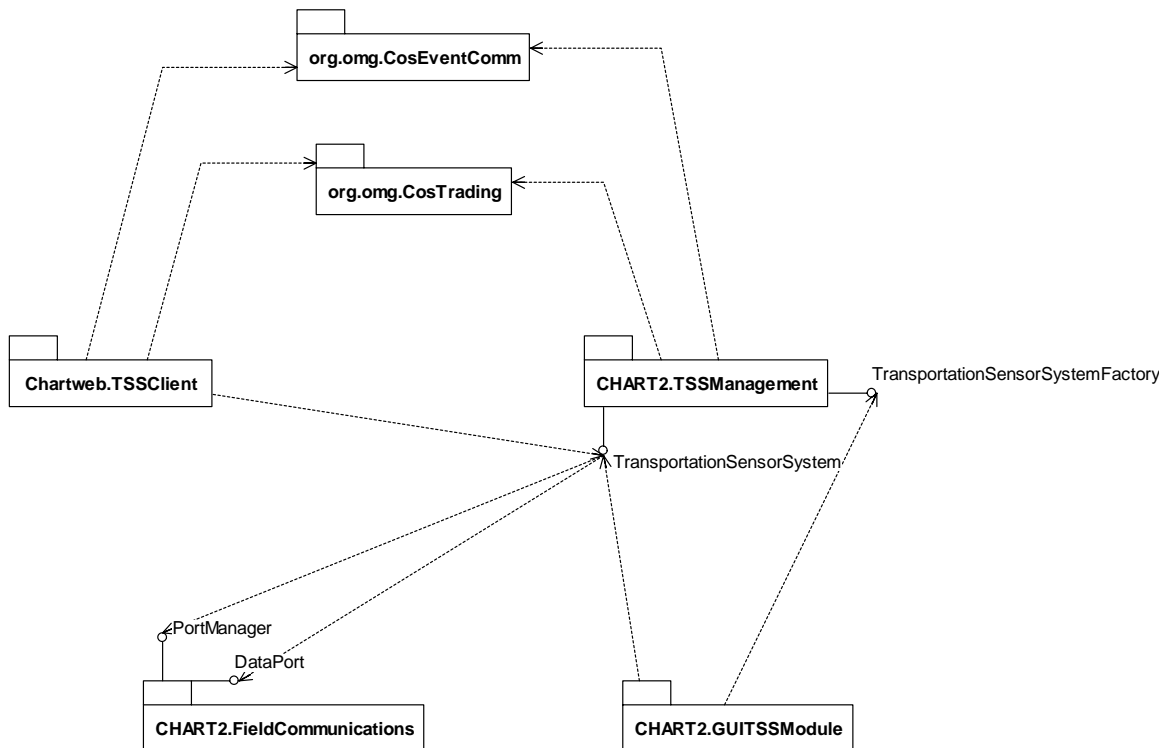 org.omg.CosEventComm
org.omg.CosTrading
Chartweb.TSSClient
CHART2.TSSManagement
TransportationSensorSystemFactory
TransportationSensorSystem
PortManager
DataPort
CHART2.FieldCommunications
CHART2.GUITSSModule